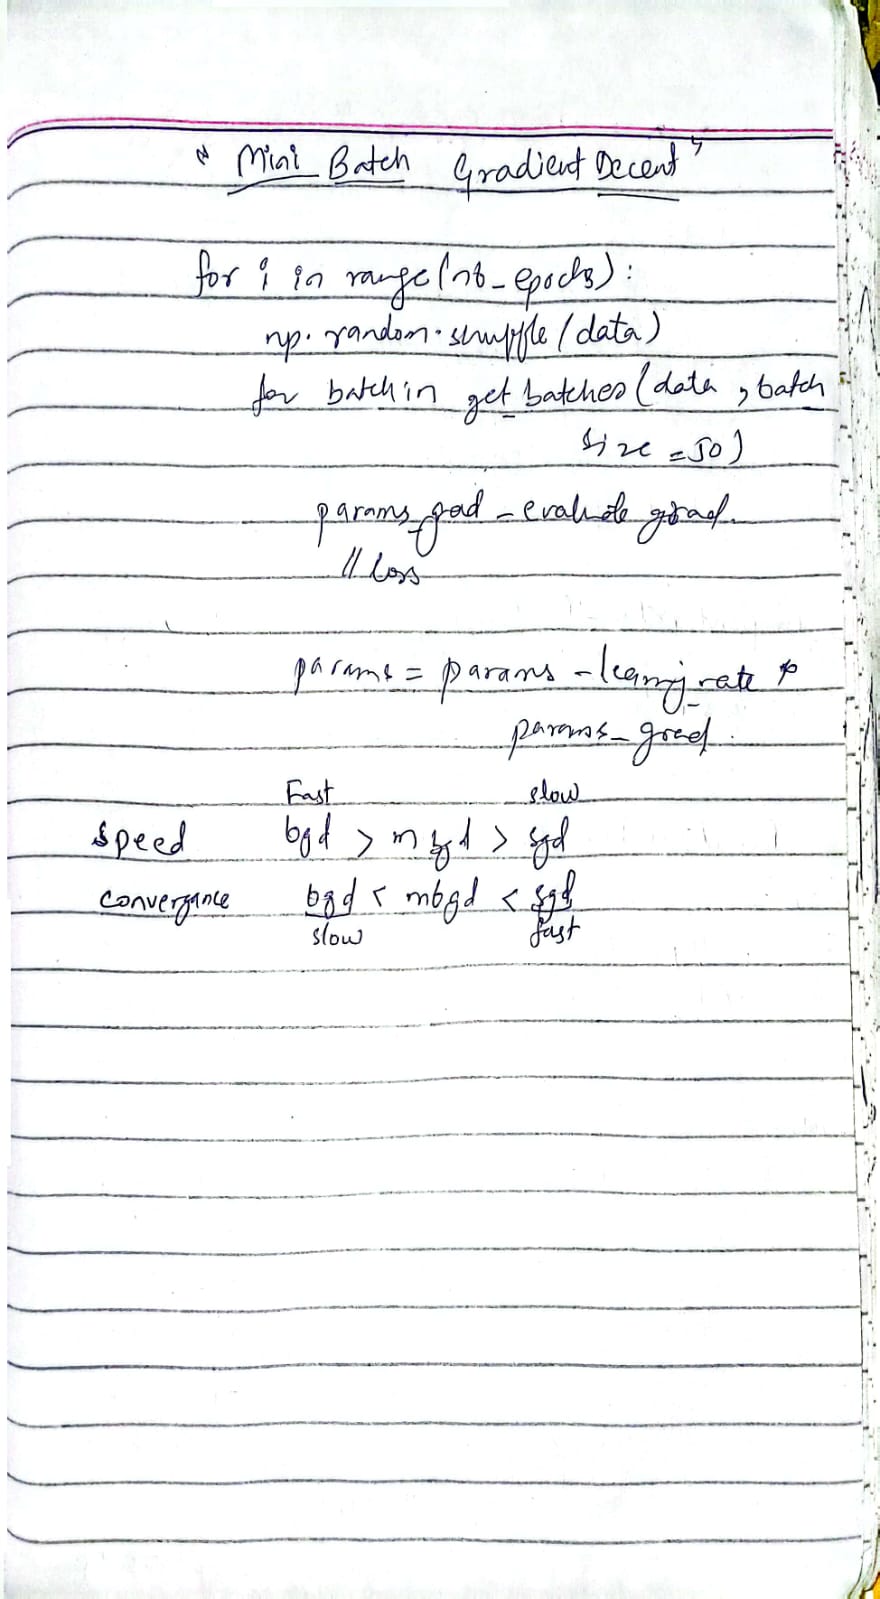 "Mini Batch Gradient Decent"
for i in range(nb_epochs):
np.random.shuffle(data)
for batch in get_batches(data, batch
size=50)
params_grad - evaluate grad.
// loss
params = params - learning_rate *
params_grad.
Fast slow
Speed bgd > mbgd > sgd
convergance bgd < mbgd < sgd
slow fast